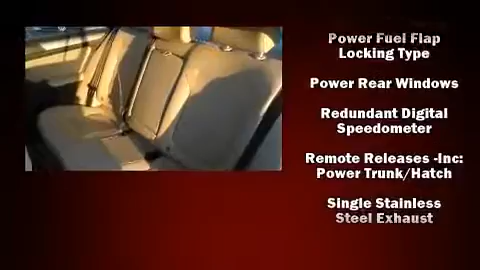 Power Fuel Flap
Locking Type
Power Rear Windows
Redundant Digital
Speedometer
Remote Releases -Inc:
Power Trunk/Hatch
Single Stainless
Steel Exhaust